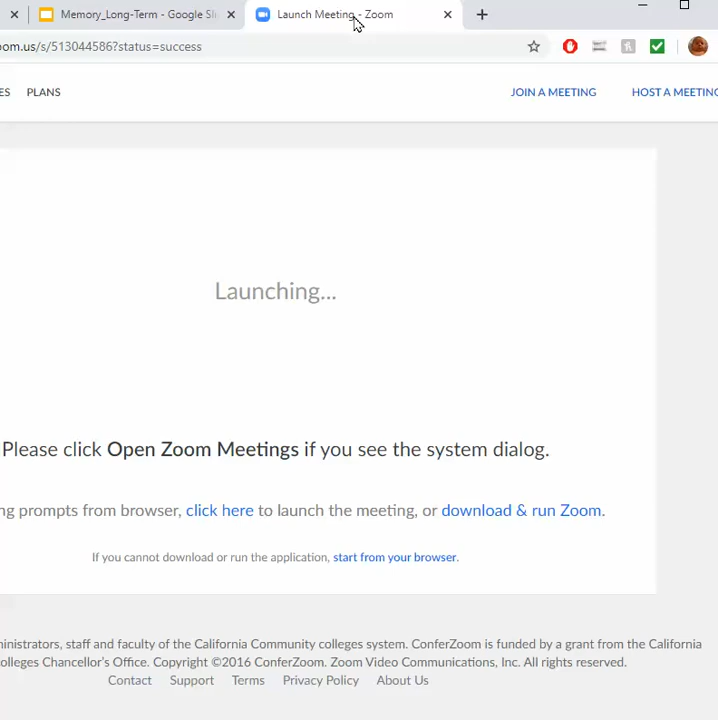 Memory_Long-Term - Google Sli
Launch Meeting - Zoom
oom.us/s/513044586?status=success
ES PLANS JOIN A MEETING HOST A MEETING
Launching...
Please click Open Zoom Meetings if you see the system dialog.
ng prompts from browser, click here to launch the meeting, or download & run Zoom.
If you cannot download or run the application, start from your browser.
ministrators, staff and faculty of the California Community colleges system. ConferZoom is funded by a grant from the California
olleges Chancellor's Office. Copyright ©2016 ConferZoom. Zoom Video Communications, Inc. All rights reserved.
Contact Support Terms Privacy Policy About Us